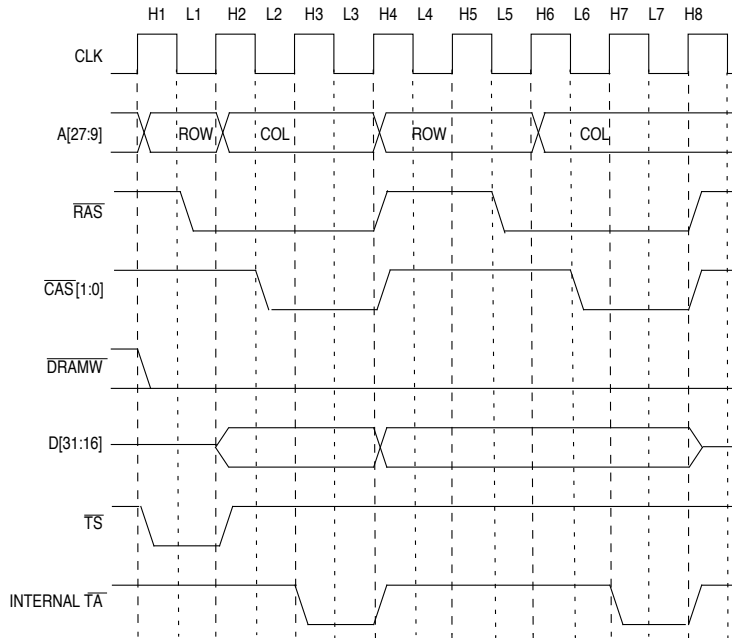 H1 L1 H2 L2 H3 L3 H4 L4 H5 L5 H6 L6 H7 L7 H8
CLK
A[27:9] ROW COL ROW COL
RAS
CAS[1:0]
DRAMW
D[31:16]
TS
INTERNAL TA